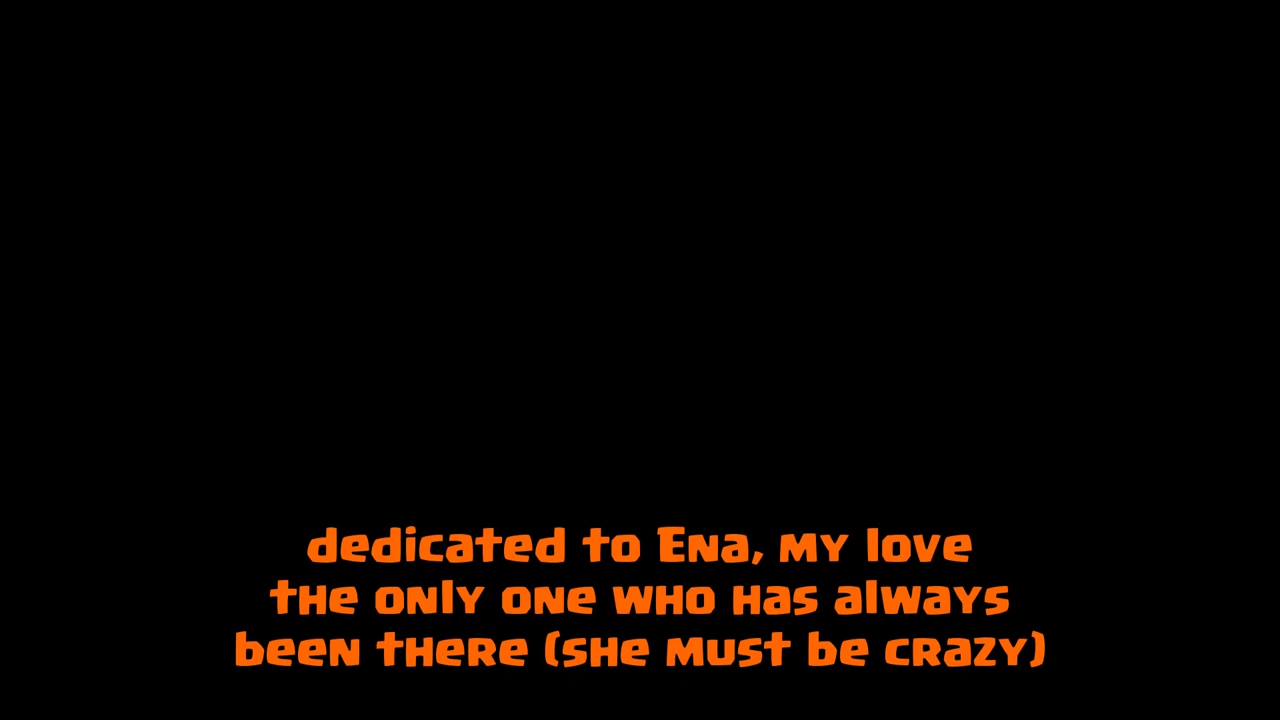 dedicated to Ena, my love
the only one who has always
been there (she must be crazy)